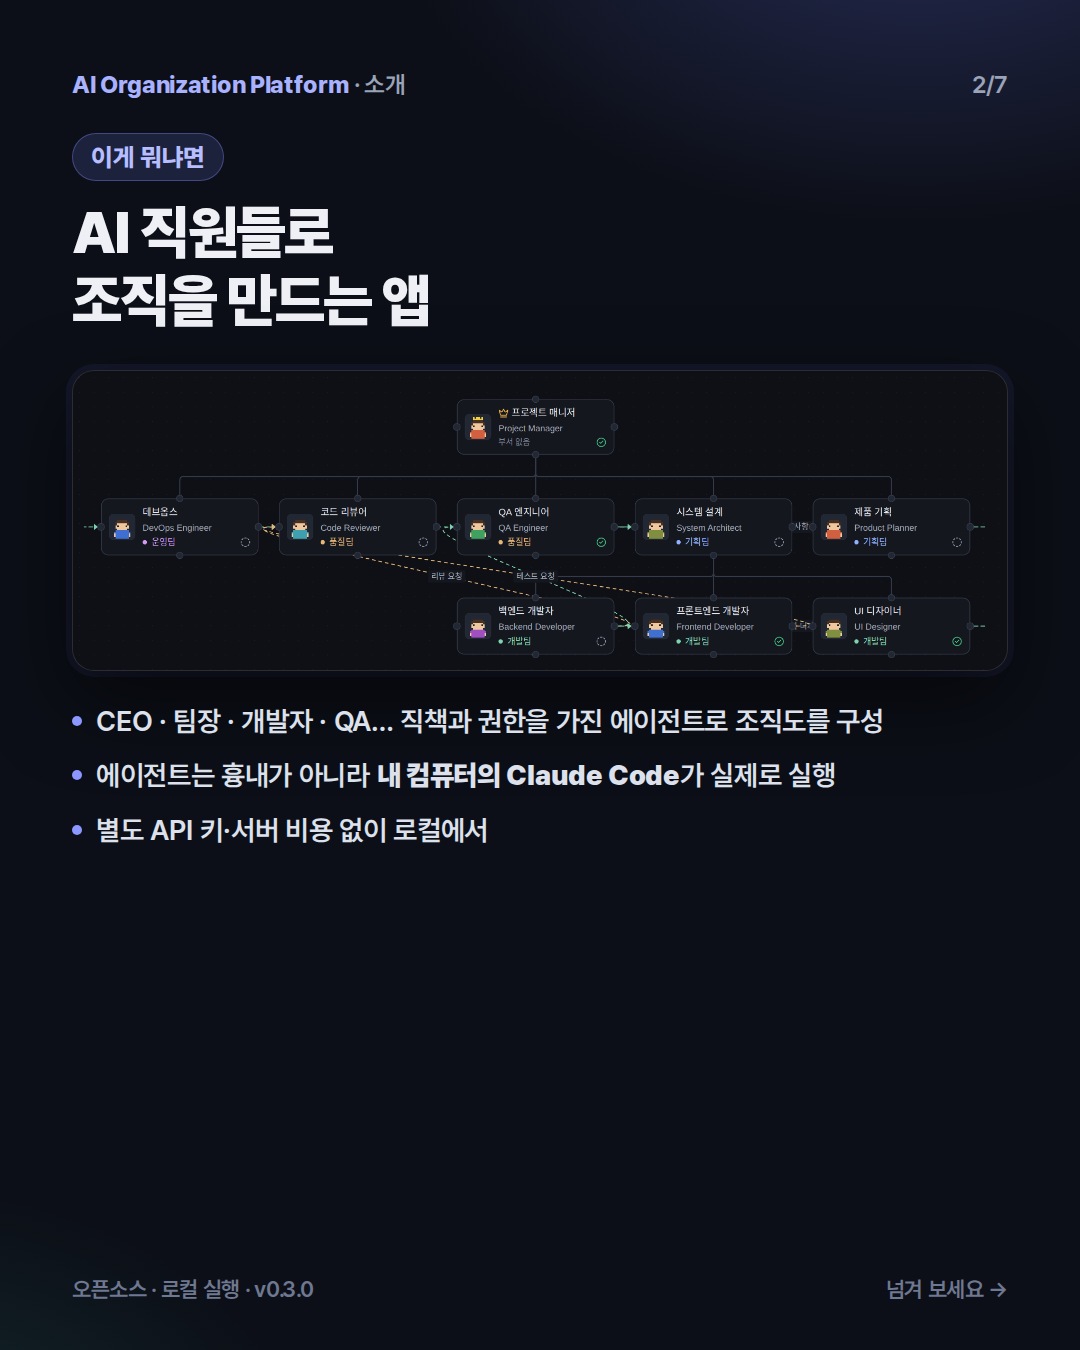 AI Organization Platform · 소개
2/7
이게 뭐냐면
AI 직원들로
조직을 만드는 앱
프로젝트 매니저
Project Manager
부서 없음
데브옵스
DevOps Engineer
운영팀
코드 리뷰어
Code Reviewer
품질팀
QA 엔지니어
QA Engineer
품질팀
시스템 설계
System Architect
기획팀
제품 기획
Product Planner
기획팀
리뷰 요청
테스트 요청
백엔드 개발자
Backend Developer
개발팀
프론트엔드 개발자
Frontend Developer
개발팀
UI 디자이너
UI Designer
개발팀
CEO · 팀장 · 개발자 · QA... 직책과 권한을 가진 에이전트로 조직도를 구성
에이전트는 흉내가 아니라 내 컴퓨터의 Claude Code가 실제로 실행
별도 API 키·서버 비용 없이 로컬에서
오픈소스 · 로컬 실행 · v0.3.0
넘겨 보세요 →